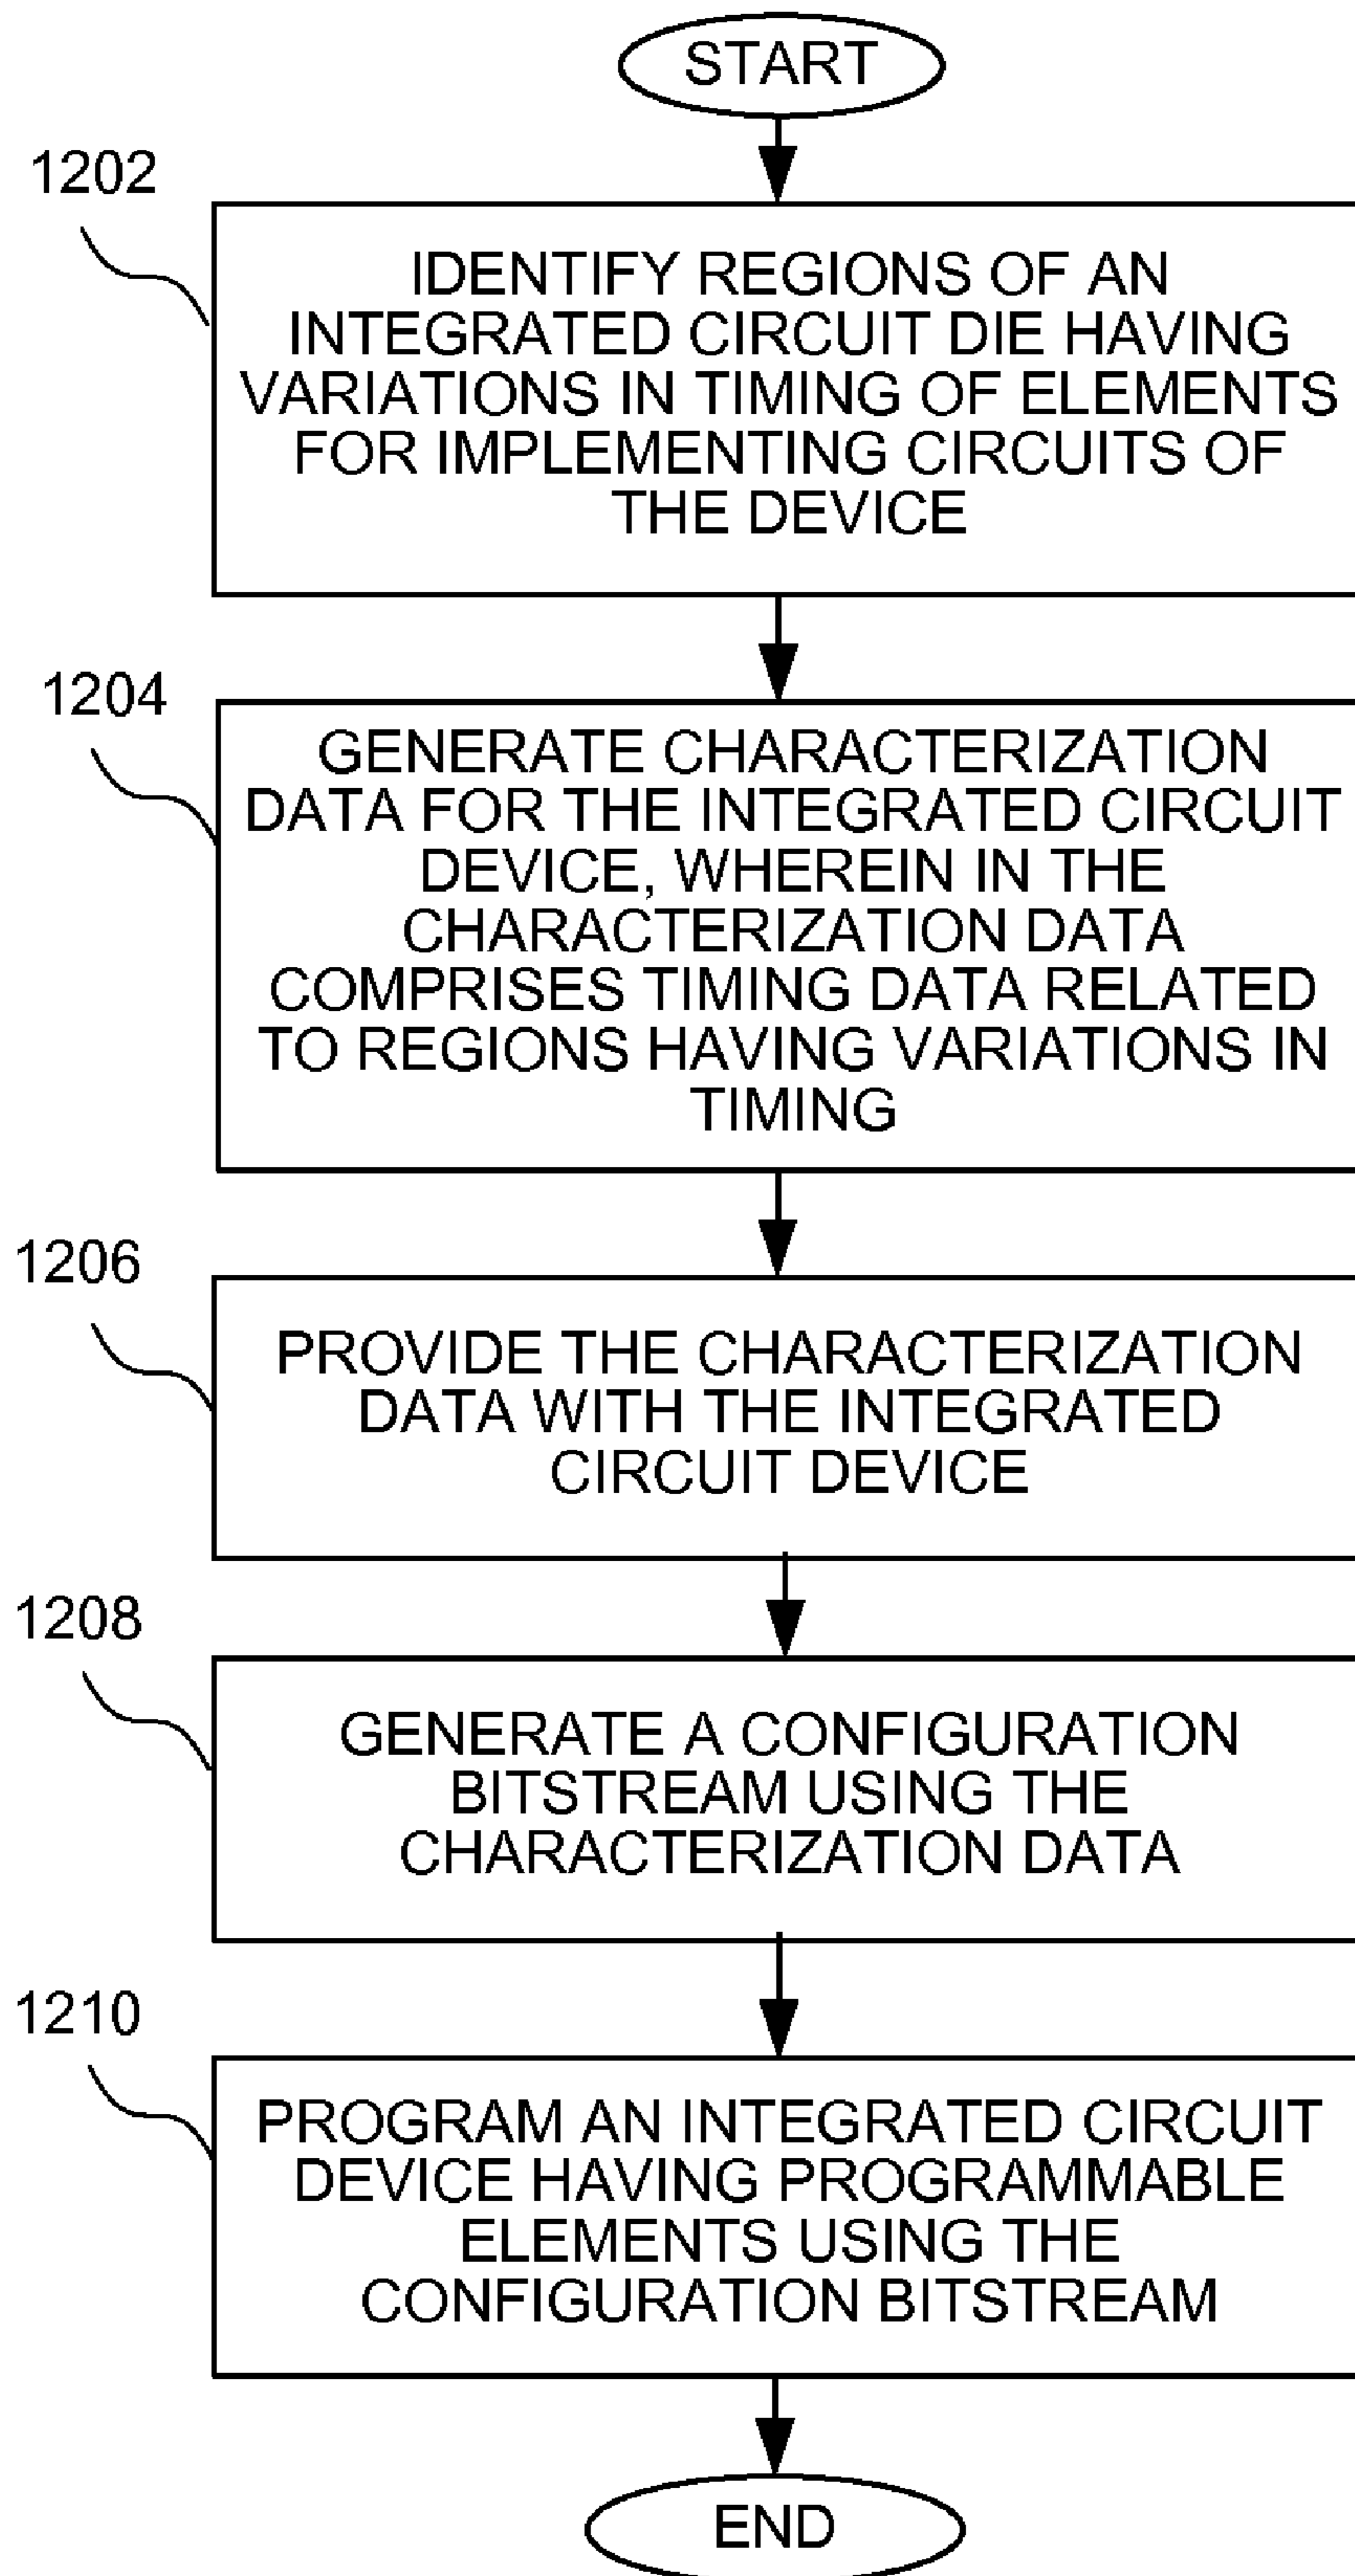 START
1202
IDENTIFY REGIONS OF AN
INTEGRATED CIRCUIT DIE HAVING
VARIATIONS IN TIMING OF ELEMENTS
FOR IMPLEMENTING CIRCUITS OF
THE DEVICE
1204
GENERATE CHARACTERIZATION
DATA FOR THE INTEGRATED CIRCUIT
DEVICE, WHEREIN IN THE
CHARACTERIZATION DATA
COMPRISES TIMING DATA RELATED
TO REGIONS HAVING VARIATIONS IN
TIMING
1206
PROVIDE THE CHARACTERIZATION
DATA WITH THE INTEGRATED
CIRCUIT DEVICE
1208
GENERATE A CONFIGURATION
BITSTREAM USING THE
CHARACTERIZATION DATA
1210
PROGRAM AN INTEGRATED CIRCUIT
DEVICE HAVING PROGRAMMABLE
ELEMENTS USING THE
CONFIGURATION BITSTREAM
END